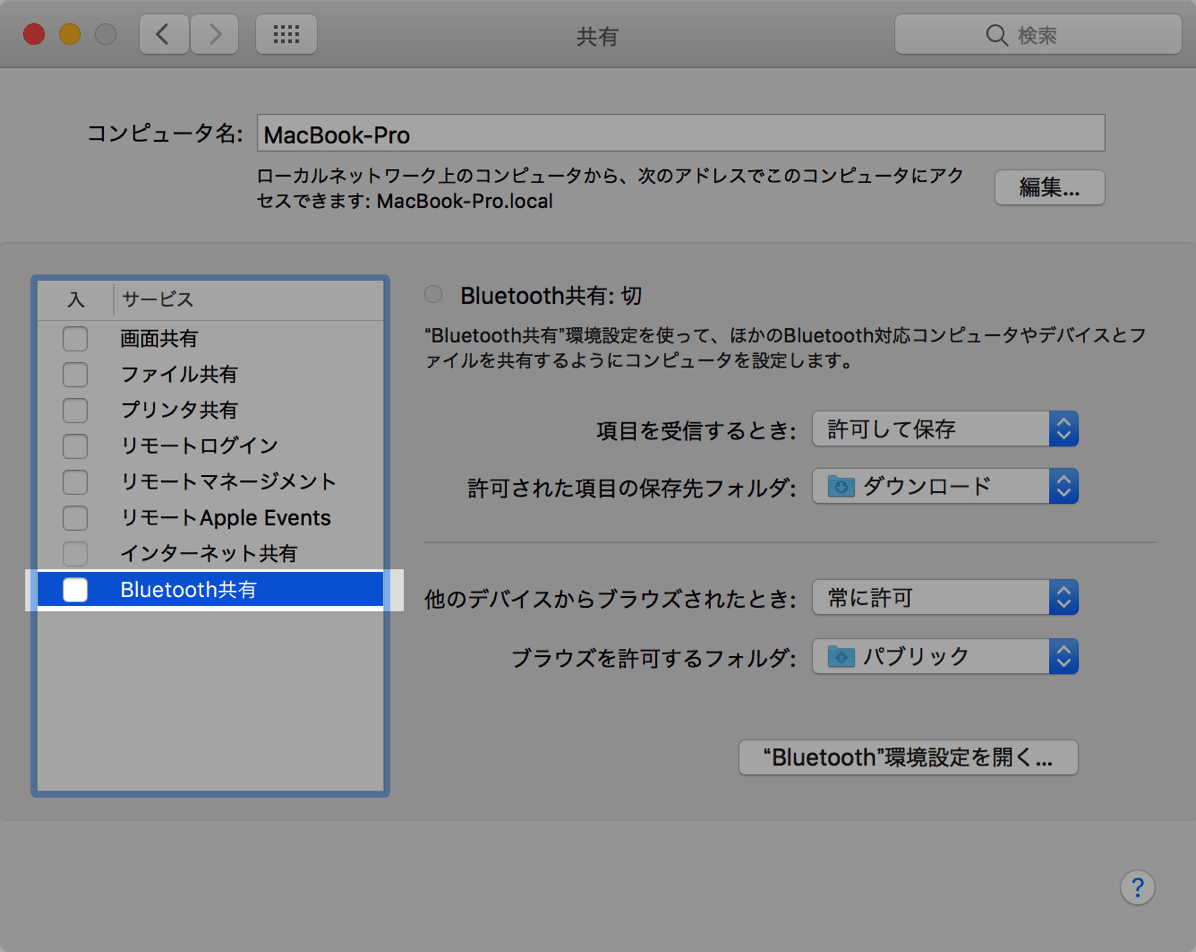 共有
検索
コンピュータ名:
MacBook-Pro
ローカルネットワーク上のコンピュータから、次のアドレスでこのコンピュータにアク
セスできます: MacBook-Pro.local
編集...
入 サービス
画面共有
ファイル共有
プリンタ共有
リモートログイン
リモートマネージメント
リモートApple Events
インターネット共有
Bluetooth共有
Bluetooth共有: 切
“Bluetooth共有”環境設定を使って、ほかのBluetooth対応コンピュータやデバイスとフ
ァイルを共有するようにコンピュータを設定します。
項目を受信するとき: 許可して保存
許可された項目の保存先フォルダ: ダウンロード
他のデバイスからブラウズされたとき: 常に許可
ブラウズを許可するフォルダ: パブリック
“Bluetooth”環境設定を開く...
?